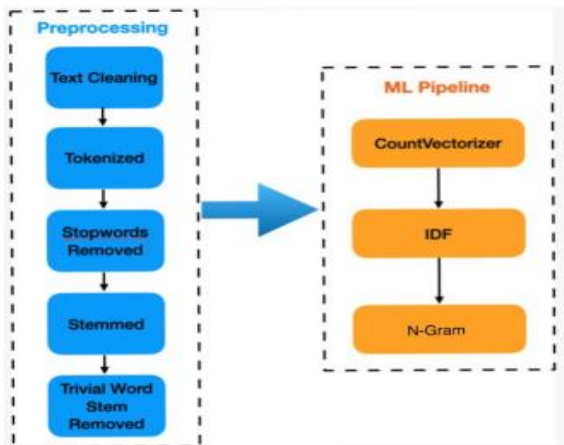 Preprocessing
Text Cleaning
Tokenized
Stopwords
Removed
Stemmed
Trivial Word
Stem
Removed
ML Pipeline
CountVectorizer
IDF
N-Gram